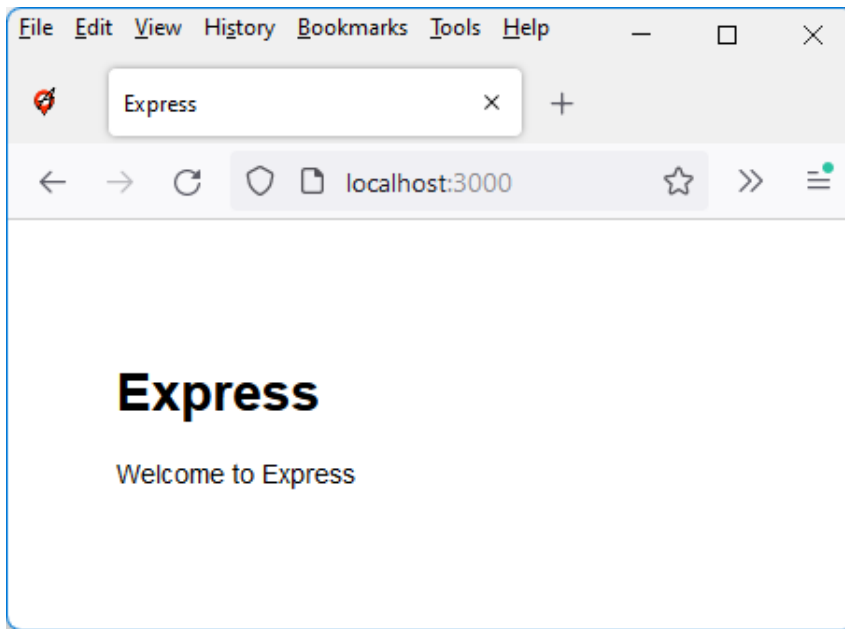 File Edit View History Bookmarks Tools Help
Express
localhost:3000
Express
Welcome to Express